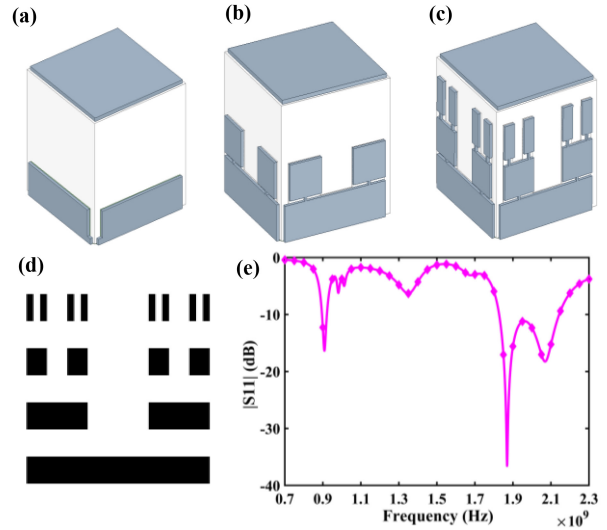 (a)
(b)
(c)
(d)
(e)
0
-10
-20
-30
-40
|S11| (dB)
0.7 0.9 1.1 1.3 1.5 1.7 1.9 2.1 2.3
Frequency (Hz)
×10⁹